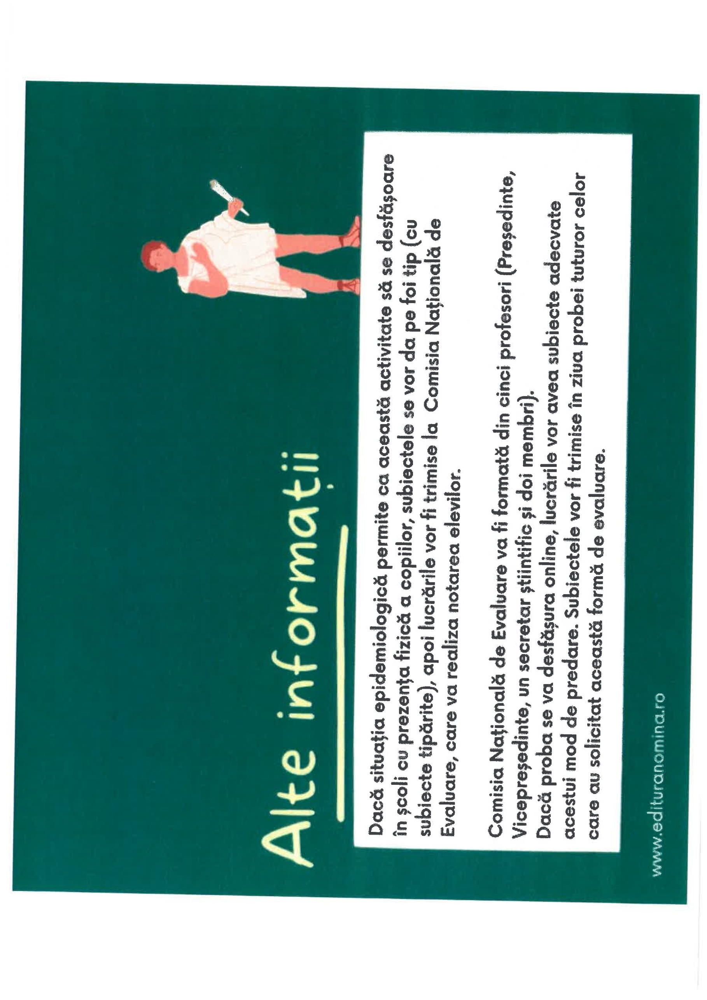 Alte informații
Dacă situația epidemiologică permite ca această activitate să se desfășoare
în școli cu prezența fizică a copiilor, subiectele se vor da pe foi tip (cu
subiecte tipărite), apoi lucrările vor fi trimise la Comisia Națională de
Evaluare, care va realiza notarea elevilor.
Comisia Națională de Evaluare va fi formată din cinci profesori (Președinte,
Vicepreședinte, un secretar științific și doi membri).
Dacă proba se va desfășura online, lucrările vor avea subiecte adecvate
acestui mod de predare. Subiectele vor fi trimise în ziua probei tuturor celor
care au solicitat această formă de evaluare.
www.edituranomina.ro